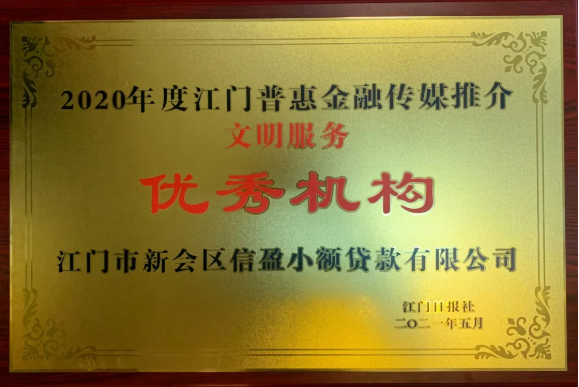 2020年度江门普惠金融传媒推介
文明服务
优秀机构
江门市新会区信盈小额贷款有限公司
江门日报社
二〇二一年五月